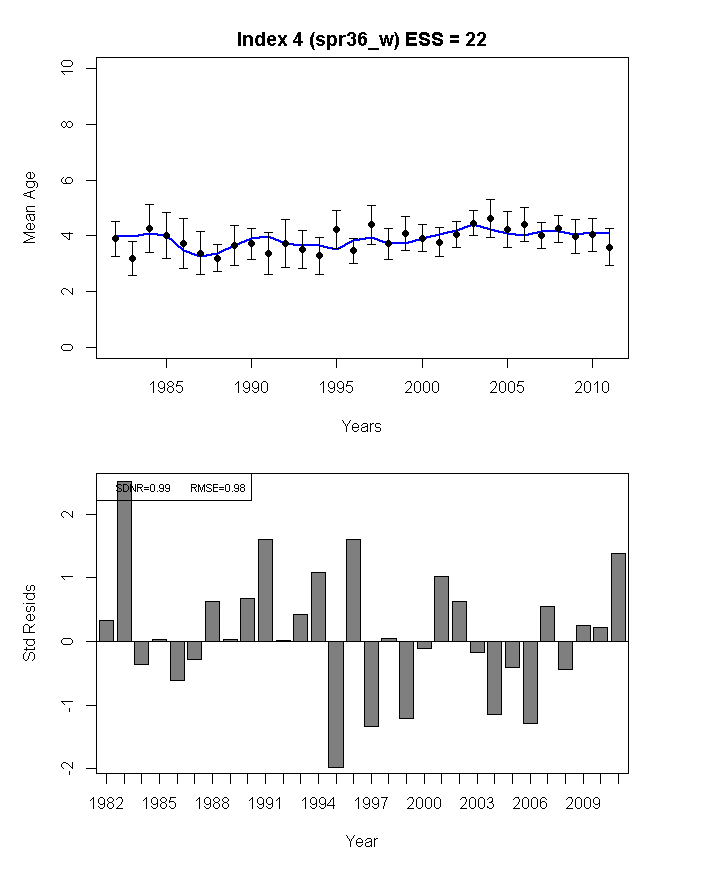 Index 4 (spr36_w) ESS = 22
Mean Age
10
8
6
4
2
0
1985 1990 1995 2000 2005 2010
Years
SDNR=0.99 RMSE=0.98
Std Resids
2
1
0
-1
-2
1982 1985 1988 1991 1994 1997 2000 2003 2006 2009
Year